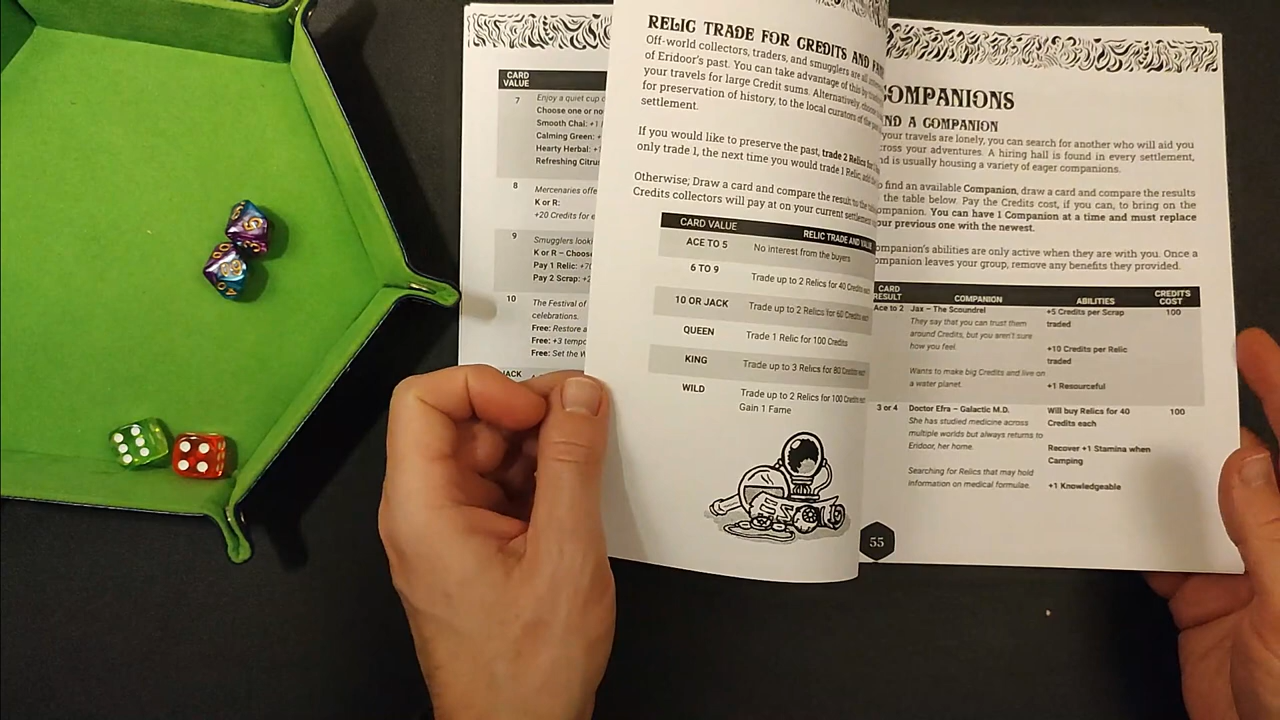 CARD
VALUE
7
Enjoy a quiet cup o
Choose one or no
Smooth Chai: +1
Calming Green: +
Hearty Herbal: +
Refreshing Citrus
8
Mercenaries offe
K or R:
+20 Credits for e
9
Smugglers look
K or R – Choose
Pay 1 Relic: +7
Pay 2 Scrap: +2
10
The Festival of
celebrations.
Free: Restore a
Free: +3 tempo
Free: Set the W
JACK
RELIC TRADE FOR CREDITS AND
Off-world collectors, traders, and smugglers are all
of Eridoor's past. You can take advantage of this by
your travels for large Credit sums. Alternatively,
for preservation of history, to the local curators of
settlement.
If you would like to preserve the past, trade 2 Relics for
only trade 1, the next time you would trade 1 Relic,
Otherwise; Draw a card and compare the result to the
Credits collectors will pay at on your current settlement
CARD VALUE RELIC TRADE AND VALUE
ACE TO 5 No interest from the buyers
6 TO 9 Trade up to 2 Relics for 40 Credits each
10 OR JACK Trade up to 2 Relics for 60 Credits each
QUEEN Trade 1 Relic for 100 Credits
KING Trade up to 3 Relics for 80 Credits each
WILD Trade up to 2 Relics for 100 Credits each
Gain 1 Fame
OMPANIONS
ND A COMPANION
your travels are lonely, you can search for another who will aid you
cross your adventures. A hiring hall is found in every settlement,
nd is usually housing a variety of eager companions.
o find an available Companion, draw a card and compare the results
the table below. Pay the Credits cost, if you can, to bring on the
ompanion. You can have 1 Companion at a time and must replace
our previous one with the newest.
ompanion's abilities are only active when they are with you. Once a
ompanion leaves your group, remove any benefits they provided.
CARD RESULT COMPANION ABILITIES CREDITS COST
Ace to 2 Jax – The Scoundrel +5 Credits per Scrap traded 100
They say that you can trust them
around Credits, but you aren't sure
how you feel.
+10 Credits per Relic
traded
Wants to make big Credits and live on
a water planet.
+1 Resourceful
3 or 4 Doctor Efra – Galactic M.D. Will buy Relics for 40 Credits each 100
She has studied medicine across
multiple worlds but always returns to
Eridoor, her home.
Recover +1 Stamina when
Camping
Searching for Relics that may hold
information on medical formulae.
+1 Knowledgeable
55